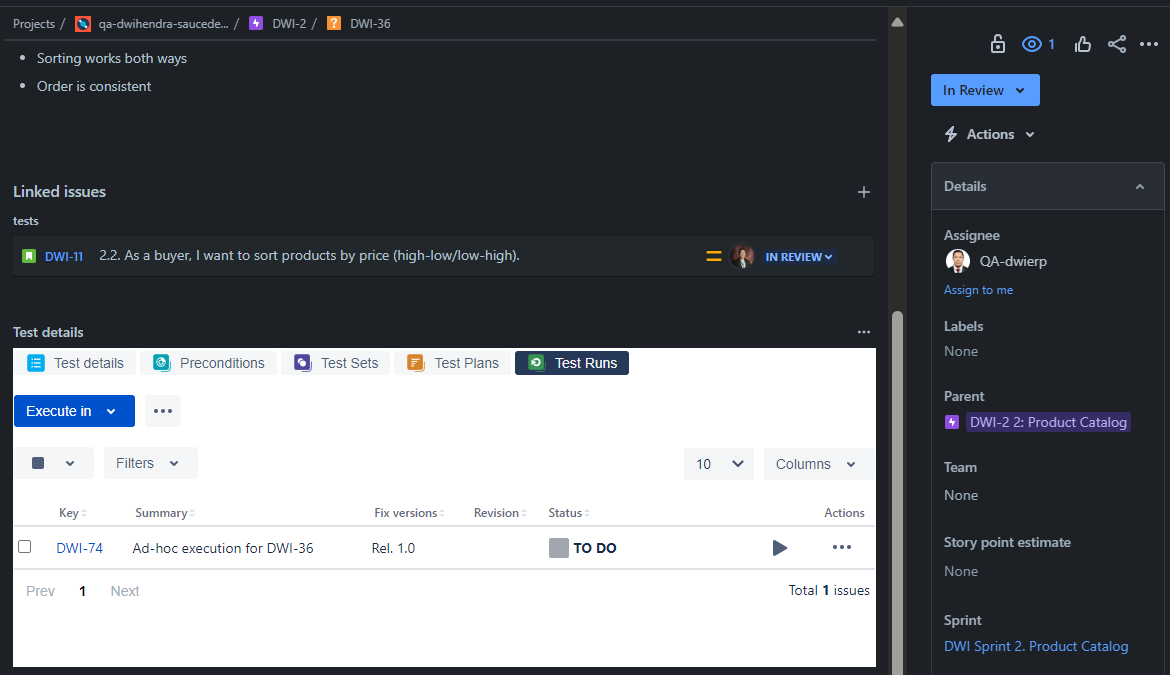 Projects / qa-dwihendra-saucede... / DWI-2 / DWI-36
Sorting works both ways
Order is consistent
Linked issues
tests
DWI-11 2.2. As a buyer, I want to sort products by price (high-low/low-high). IN REVIEW
Test details
Test details Preconditions Test Sets Test Plans Test Runs
Execute in
Filters 10 Columns
Key Summary Fix versions Revision Status Actions
DWI-74 Ad-hoc execution for DWI-36 Rel. 1.0 TO DO
Prev 1 Next Total 1 issues
1
In Review
Actions
Details
Assignee
QA-dwierp
Assign to me
Labels
None
Parent
DWI-2 2: Product Catalog
Team
None
Story point estimate
None
Sprint
DWI Sprint 2. Product Catalog